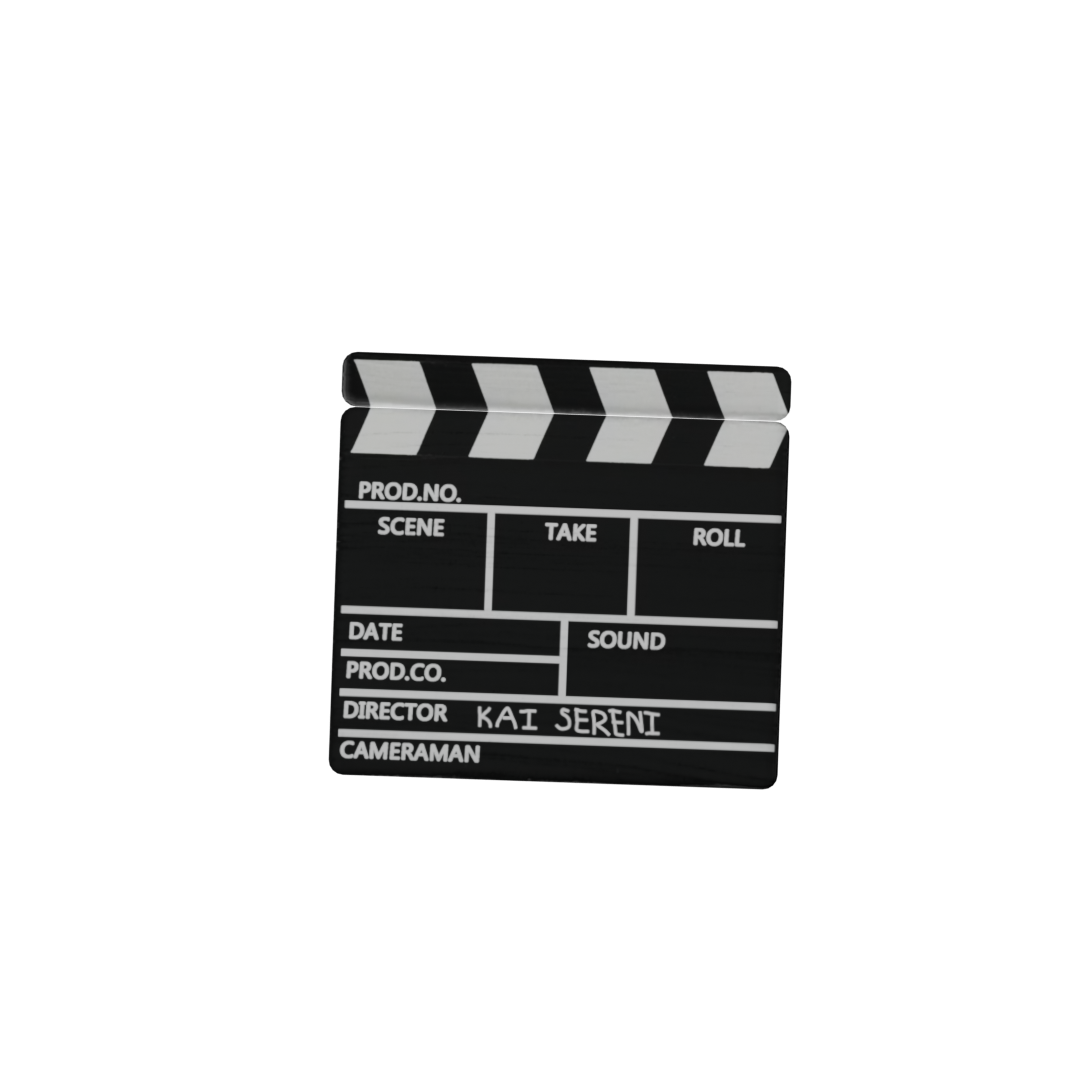 PROD.NO.
SCENE TAKE ROLL
DATE SOUND
PROD.CO.
DIRECTOR KAI SERENI
CAMERAMAN